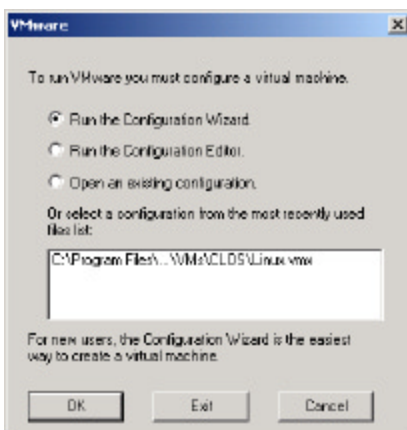 VMware
To run VMware you must configure a virtual machine.
Run the Configuration Wizard.
Run the Configuration Editor.
Open an existing configuration.
Or select a configuration from the most recently used
files list:
C:\Program Files\...\VMs\CLOS\Linux.vmx
For new users, the Configuration Wizard is the easiest
way to create a virtual machine.
OK
Exit
Cancel